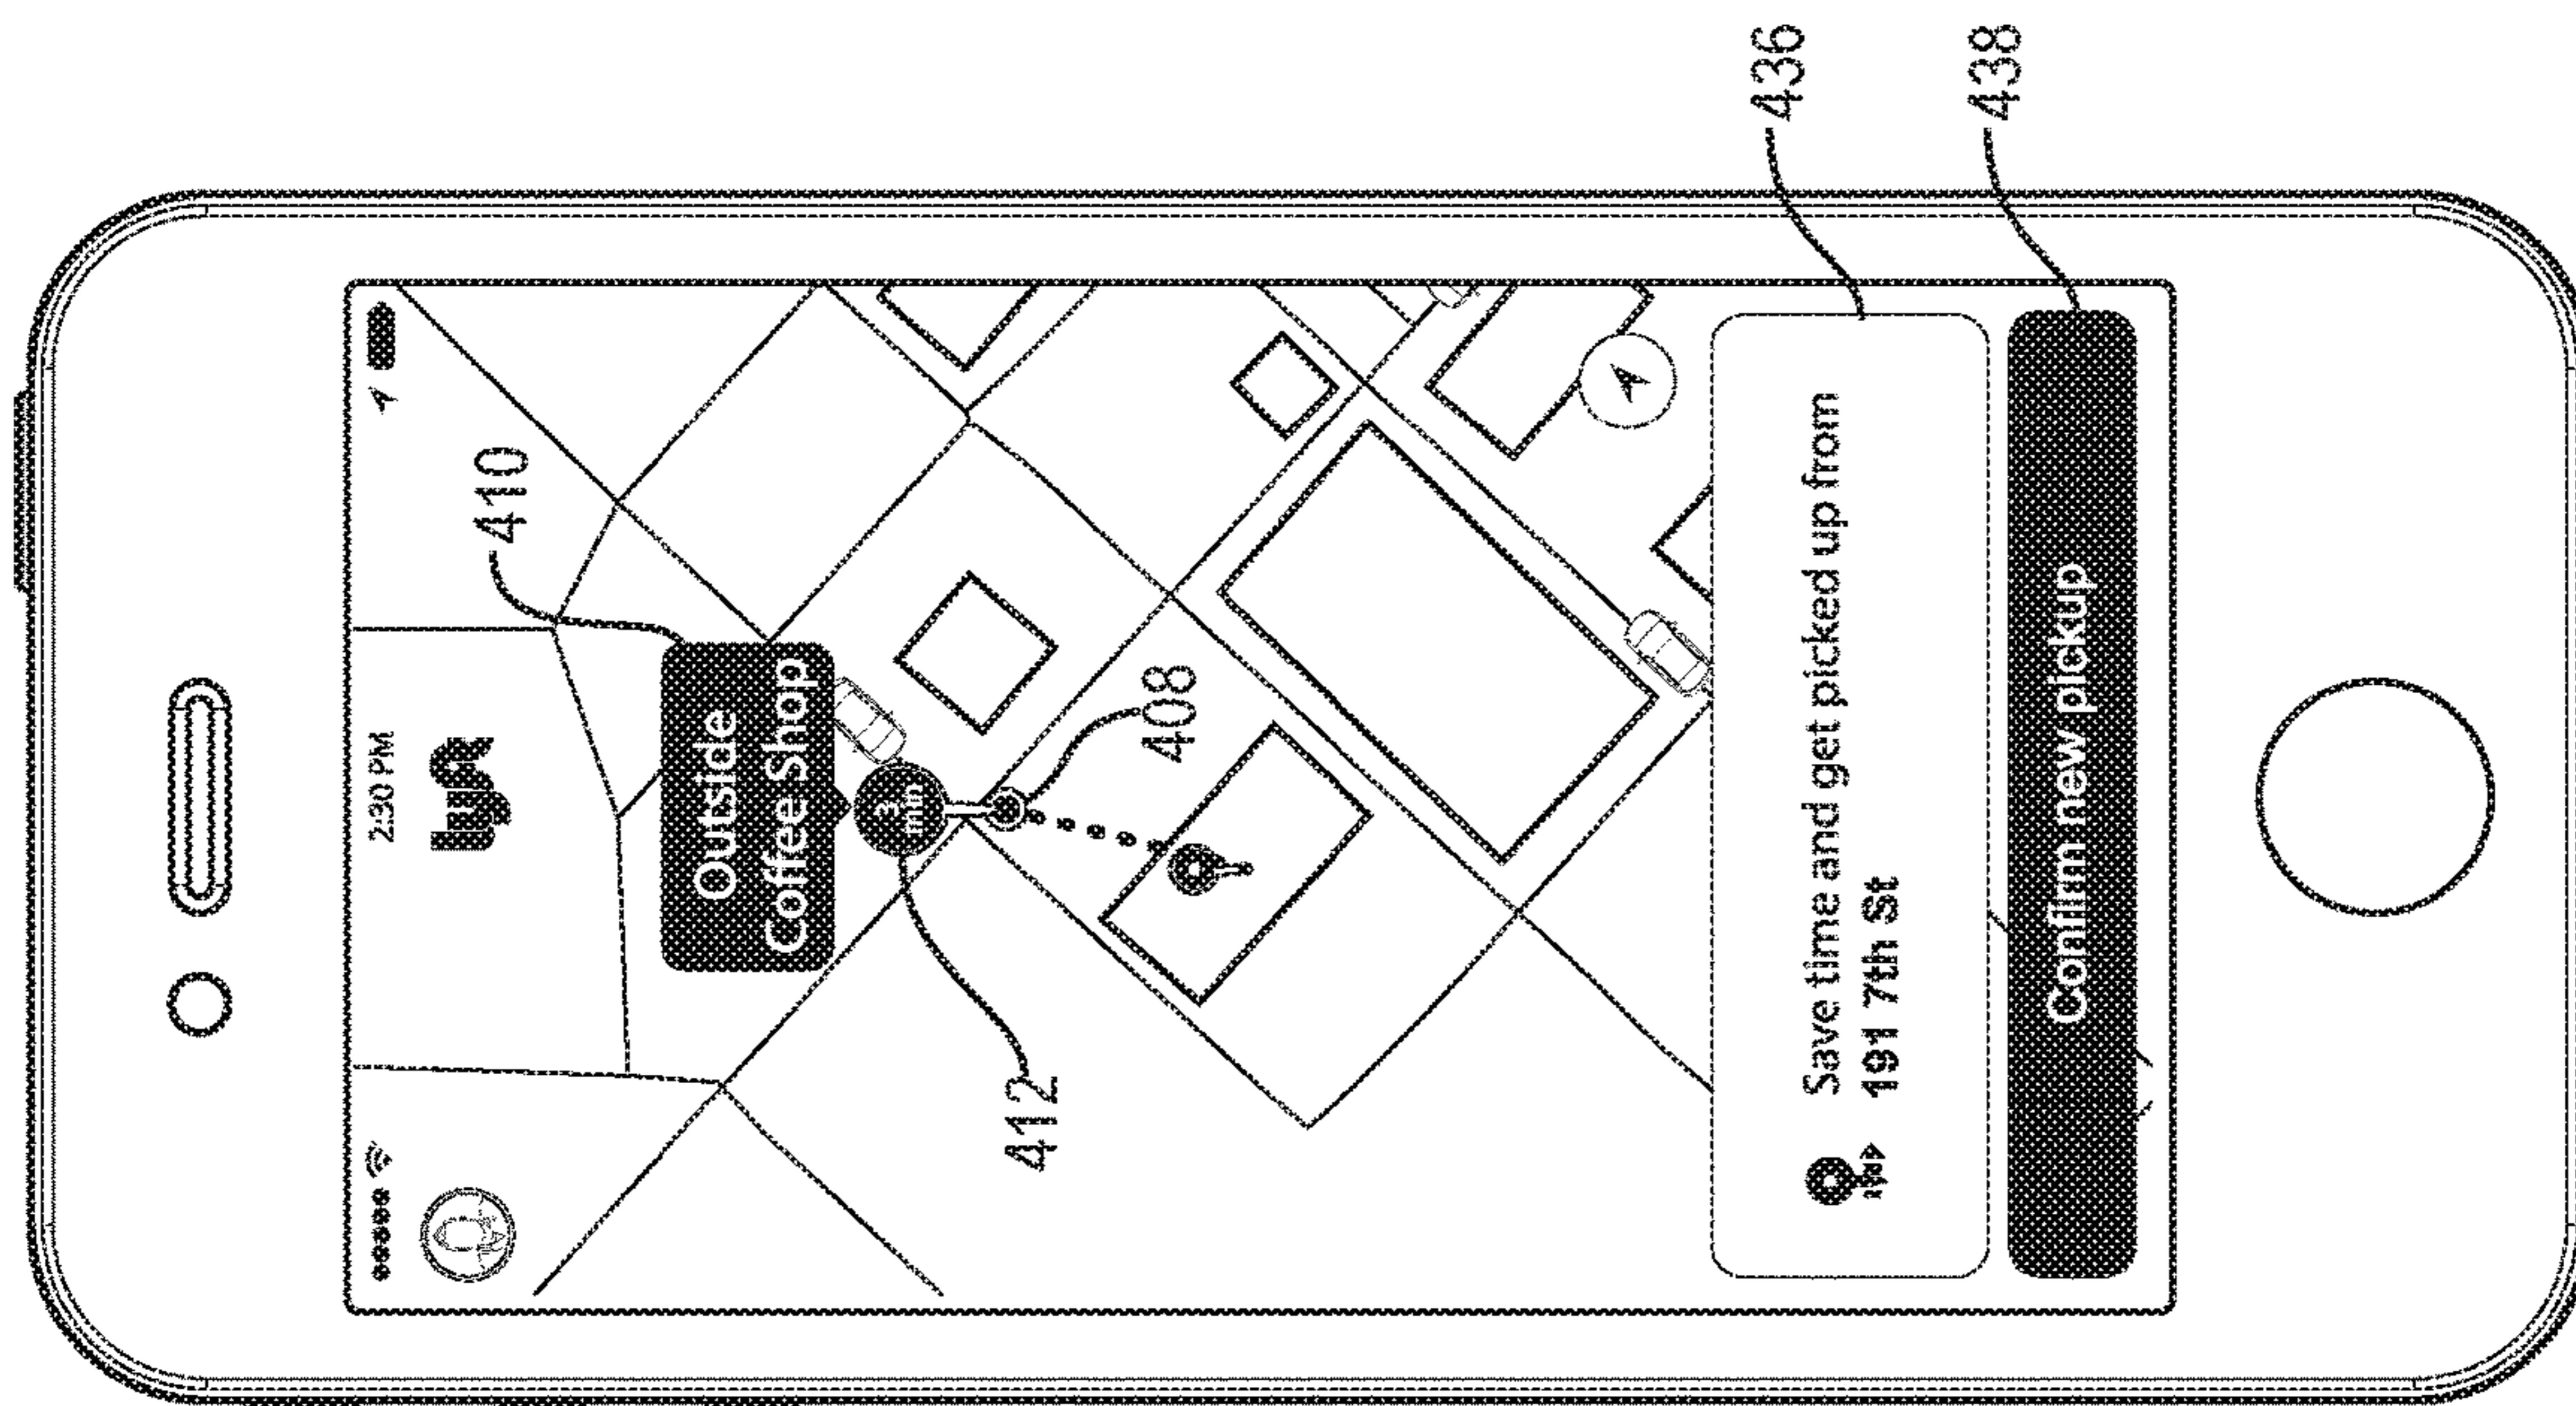 2:30 PM
lyft
410
Outside
Coffee Shop
3
min
412
408
Save time and get picked up from
191 7th St
436
Confirm new pickup
438